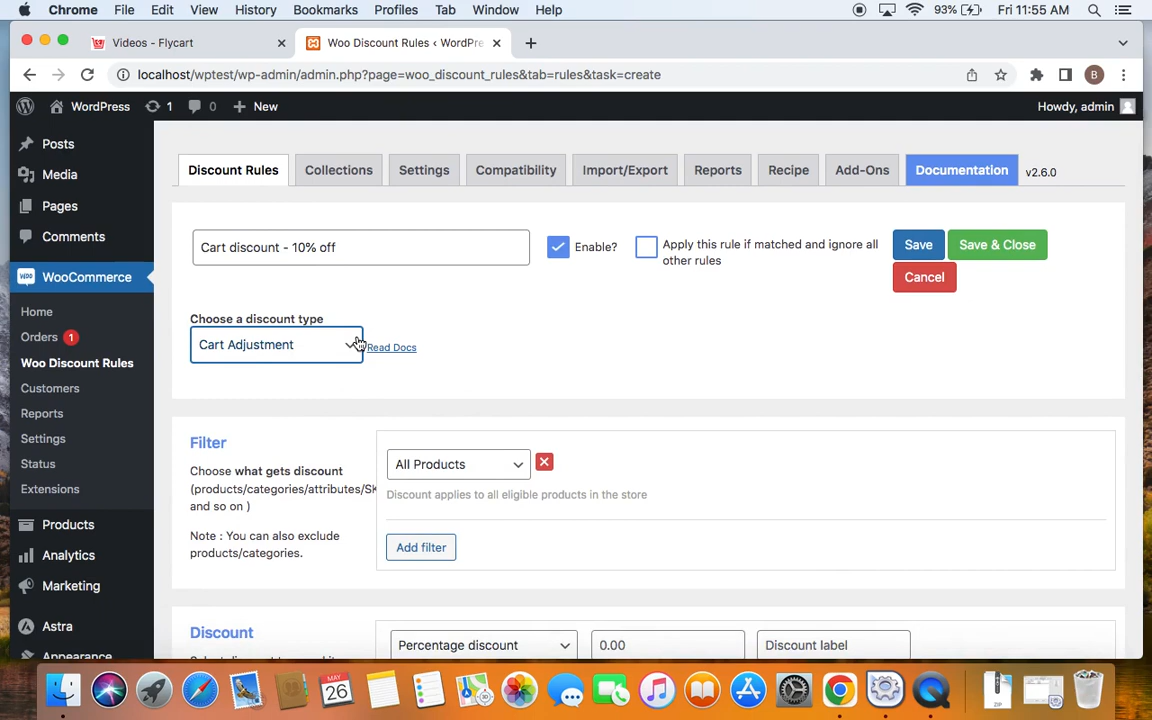 Chrome File Edit View History Bookmarks Profiles Tab Window Help 93% Fri 11:55 AM
Videos - Flycart Woo Discount Rules ‹ WordPre
localhost/wptest/wp-admin/admin.php?page=woo_discount_rules&tab=rules&task=create B
WordPress 1 0 New Howdy, admin
Posts
Media
Pages
Comments
WooCommerce
Home
Orders 1
Woo Discount Rules
Customers
Reports
Settings
Status
Extensions
Products
Analytics
Marketing
Astra
Appearance
Discount Rules Collections Settings Compatibility Import/Export Reports Recipe Add-Ons Documentation v2.6.0
Cart discount - 10% off Enable? Apply this rule if matched and ignore all
other rules
Save Save & Close
Cancel
Choose a discount type
Cart Adjustment Read Docs
Filter
Choose what gets discount
(products/categories/attributes/SK
and so on )
Note : You can also exclude
products/categories.
All Products
Discount applies to all eligible products in the store
Add filter
Discount
Percentage discount 0.00 Discount label
MAY
26
ZIP